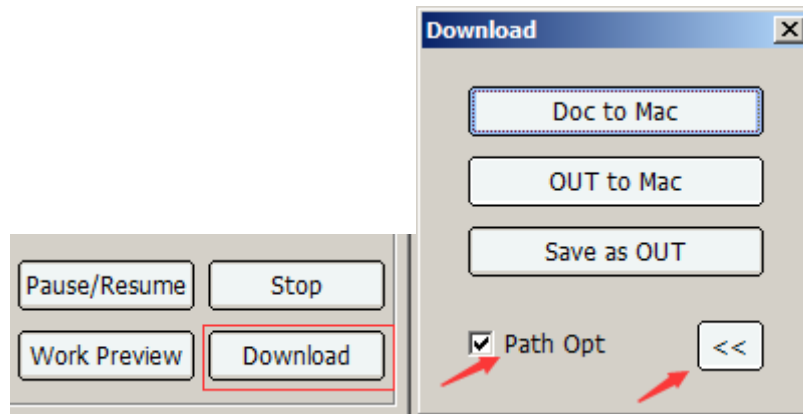 Download
Doc to Mac
OUT to Mac
Save as OUT
Path Opt
<<
Pause/Resume
Stop
Work Preview
Download